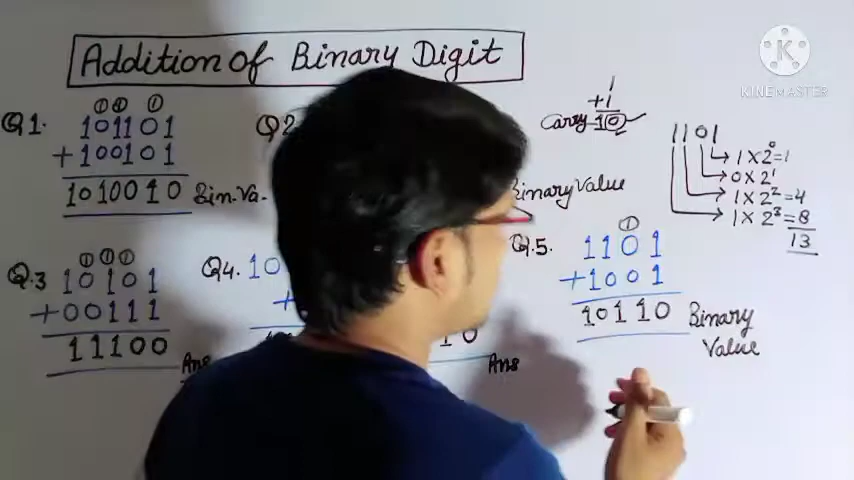 Addition of Binary Digit
K
KINEMASTER
1
+1
Carry 10
Q1.
① ① ①
101101
+100101
1010010 Bin.Va.
Q2
Binary Value
1101
1×2⁰=1
0×2¹
1×2²=4
1×2³=8
13
Q.3
① ① ①
10101
+00111
11100 Ans
Q4. 10
+
10
Ans
Q.5.
①
1101
+1001
10110 Binary
Value